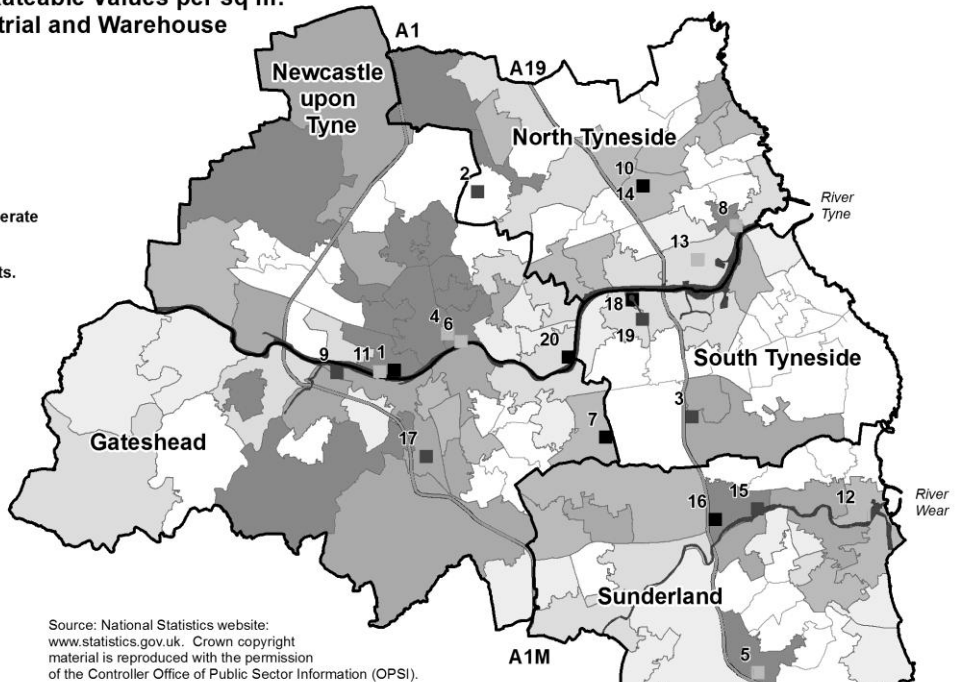 trial and Warehouse
A1
A19
Newcastle
upon
Tyne
North Tyneside
2
10
14
River
Tyne
8
erate
13
ts.
18
4
6
19
20
11
1
9
South Tyneside
3
7
Gateshead
17
15
16
12
River
Wear
Sunderland
Source: National Statistics website:
www.statistics.gov.uk. Crown copyright
material is reproduced with the permission
of the Controller Office of Public Sector Information (OPSI).
A1M
5